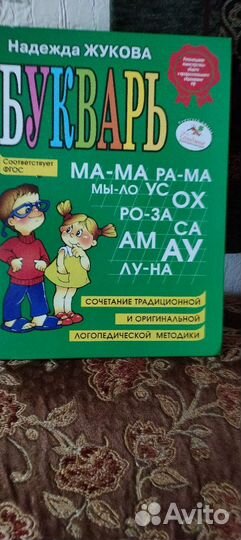 Надежда ЖУКОВА
БУКВАРЬ
Соответствует
ФГОС
МА-МА РА-МА
МЫ-ЛО УС ОХ
РО-ЗА СА
АМ АУ
ЛУ-НА
СОЧЕТАНИЕ ТРАДИЦИОННОЙ
И ОРИГИНАЛЬНОЙ
ЛОГОПЕДИЧЕСКОЙ МЕТОДИКИ
Avito